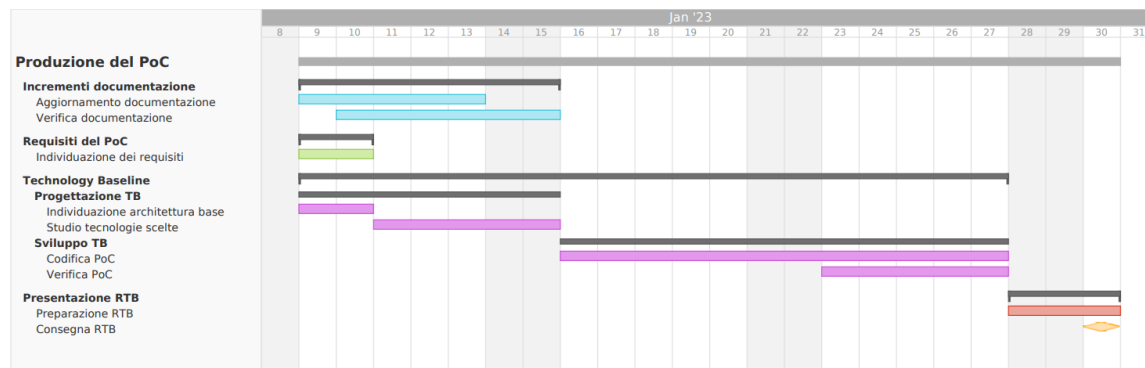 Jan '23
8 9 10 11 12 13 14 15 16 17 18 19 20 21 22 23 24 25 26 27 28 29 30 31
Produzione del PoC
Incrementi documentazione
Aggiornamento documentazione
Verifica documentazione
Requisiti del PoC
Individuazione dei requisiti
Technology Baseline
Progettazione TB
Individuazione architettura base
Studio tecnologie scelte
Sviluppo TB
Codifica PoC
Verifica PoC
Presentazione RTB
Preparazione RTB
Consegna RTB